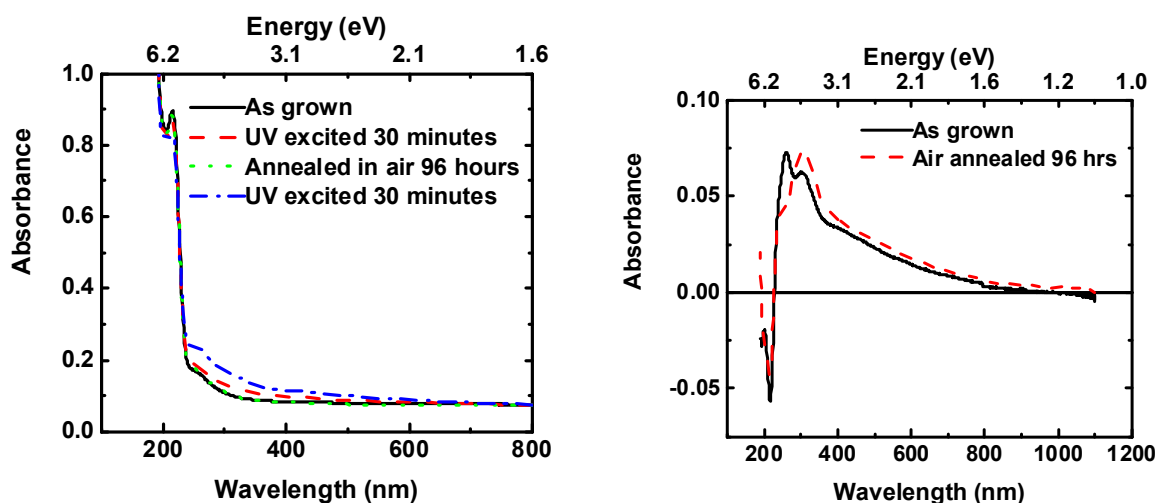 Energy (eV)
6.2 3.1 2.1 1.6
1.0
0.8
0.6
0.4
0.2
0.0
Absorbance
As grown
UV excited 30 minutes
Annealed in air 96 hours
UV excited 30 minutes
200 400 600 800
Wavelength (nm)
Energy (eV)
6.2 3.1 2.1 1.6 1.2 1.0
0.10
0.05
0.00
-0.05
Absorbance
As grown
Air annealed 96 hrs
200 400 600 800 1000 1200
Wavelength (nm)